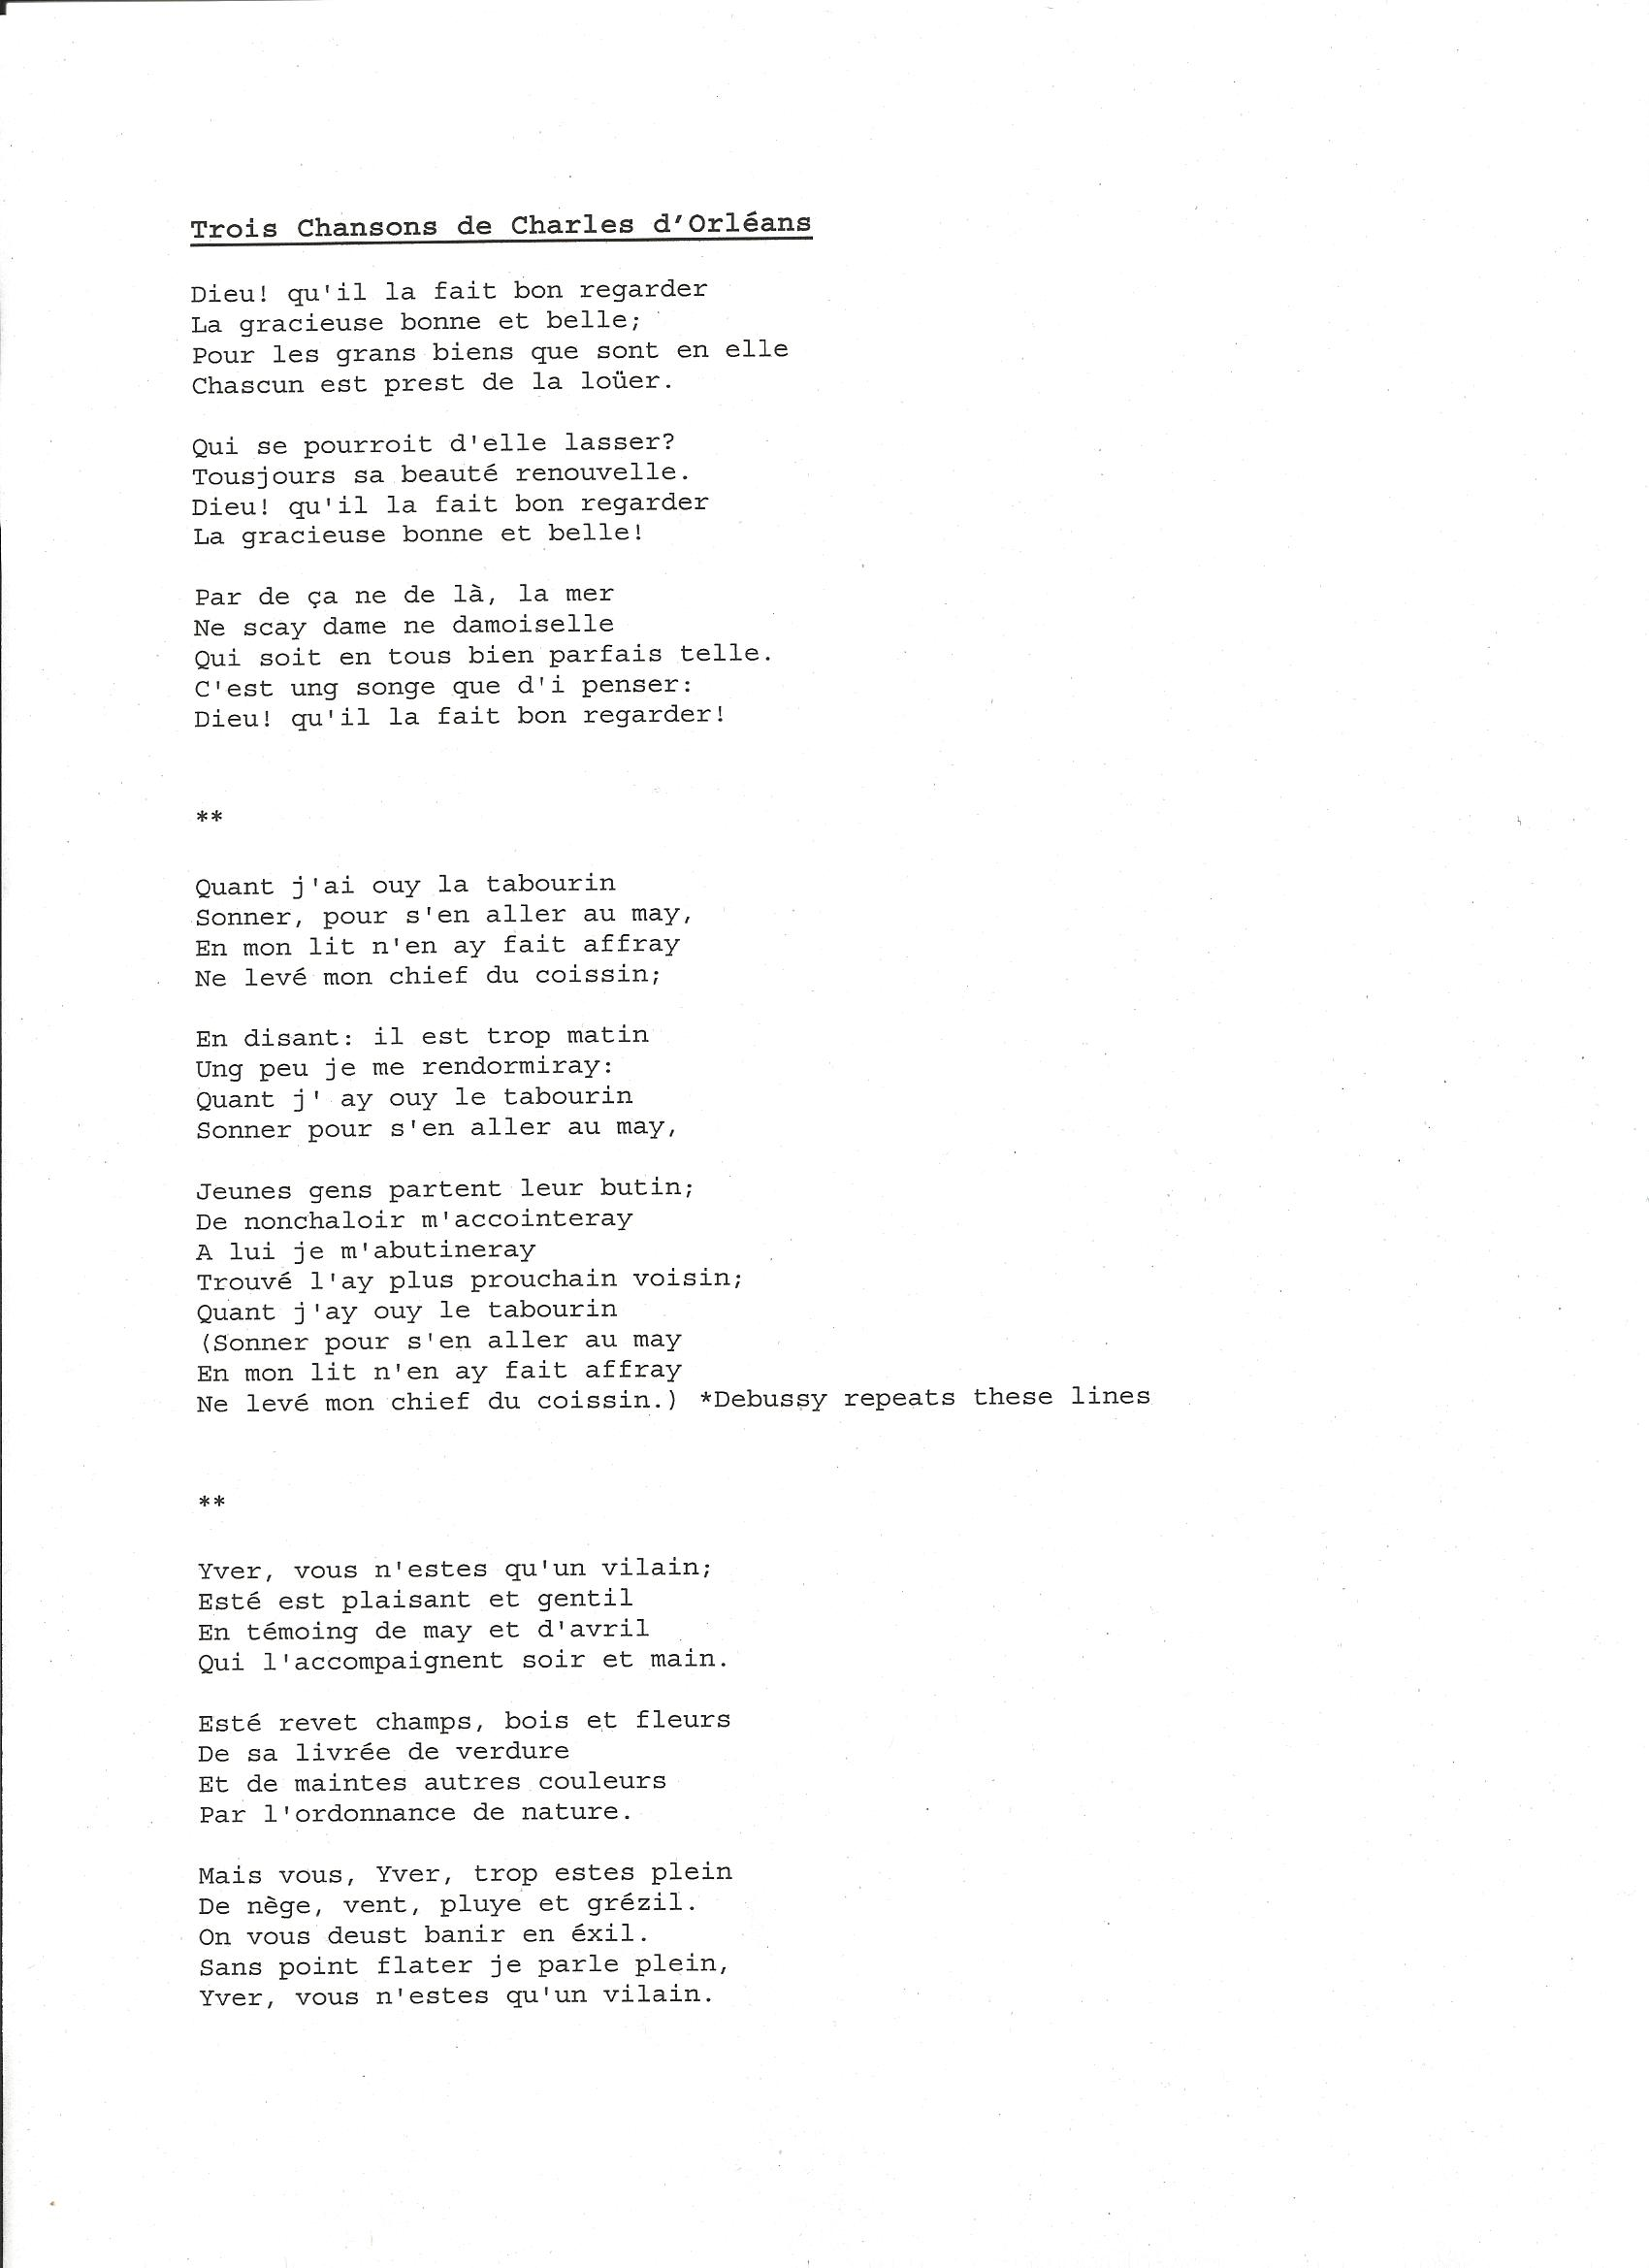 Trois Chansons de Charles d'Orléans
Dieu! qu'il la fait bon regarder
La gracieuse bonne et belle;
Pour les grans biens que sont en elle
Chascun est prest de la loüer.
Qui se pourroit d'elle lasser?
Tousjours sa beauté renouvelle.
Dieu! qu'il la fait bon regarder
La gracieuse bonne et belle!
Par de ça ne de là, la mer
Ne scay dame ne damoiselle
Qui soit en tous bien parfais telle.
C'est ung songe que d'i penser:
Dieu! qu'il la fait bon regarder!
**
Quant j'ai ouy la tabourin
Sonner, pour s'en aller au may,
En mon lit n'en ay fait affray
Ne levé mon chief du coissin;
En disant: il est trop matin
Ung peu je me rendormiray:
Quant j' ay ouy le tabourin
Sonner pour s'en aller au may,
Jeunes gens partent leur butin;
De nonchaloir m'accointeray
A lui je m'abutineray
Trouvé l'ay plus prouchain voisin;
Quant j'ay ouy le tabourin
(Sonner pour s'en aller au may
En mon lit n'en ay fait affray
Ne levé mon chief du coissin.) *Debussy repeats these lines
**
Yver, vous n'estes qu'un vilain;
Esté est plaisant et gentil
En témoing de may et d'avril
Qui l'accompaignent soir et main.
Esté revet champs, bois et fleurs
De sa livrée de verdure
Et de maintes autres couleurs
Par l'ordonnance de nature.
Mais vous, Yver, trop estes plein
De nège, vent, pluye et grézil.
On vous deust banir en éxil.
Sans point flater je parle plein,
Yver, vous n'estes qu'un vilain.